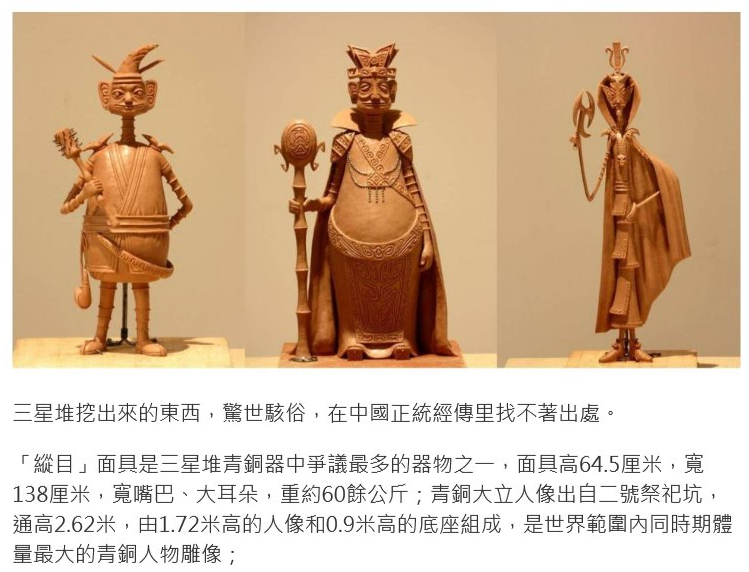 三星堆挖出來的東西，驚世駭俗，在中國正統經傳里找不著出處。
「縱目」面具是三星堆青銅器中爭議最多的器物之一，面具高64.5厘米，寬
138厘米，寬嘴巴、大耳朵，重約60餘公斤；青銅大立人像出自二號祭祀坑，
通高2.62米，由1.72米高的人像和0.9米高的底座組成，是世界範圍內同時期體
量最大的青銅人物雕像；